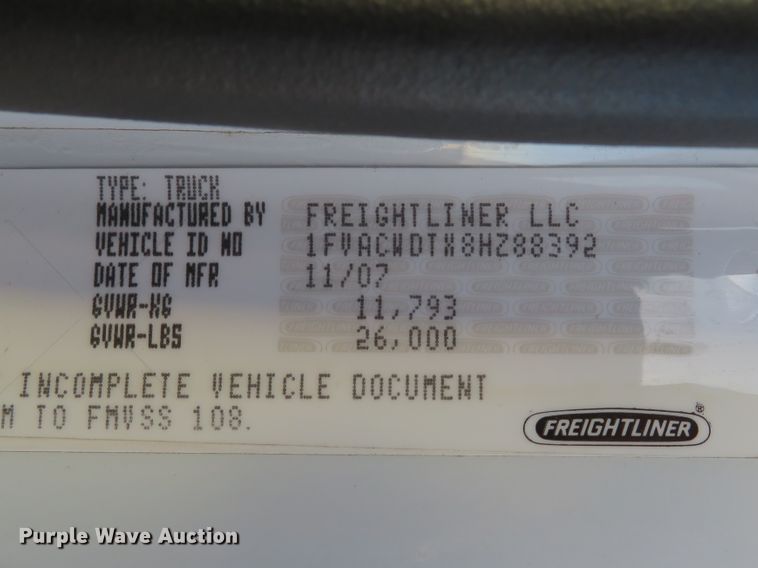 TYPE: TRUCK
MANUFACTURED BY FREIGHTLINER LLC
VEHICLE ID NO 1FVACWDTX8HZ88392
DATE OF MFR 11/07
GVWR-KG 11,793
GVWR-LBS 26,000
INCOMPLETE VEHICLE DOCUMENT
M TO FMVSS 108.
FREIGHTLINER®
Purple Wave Auction